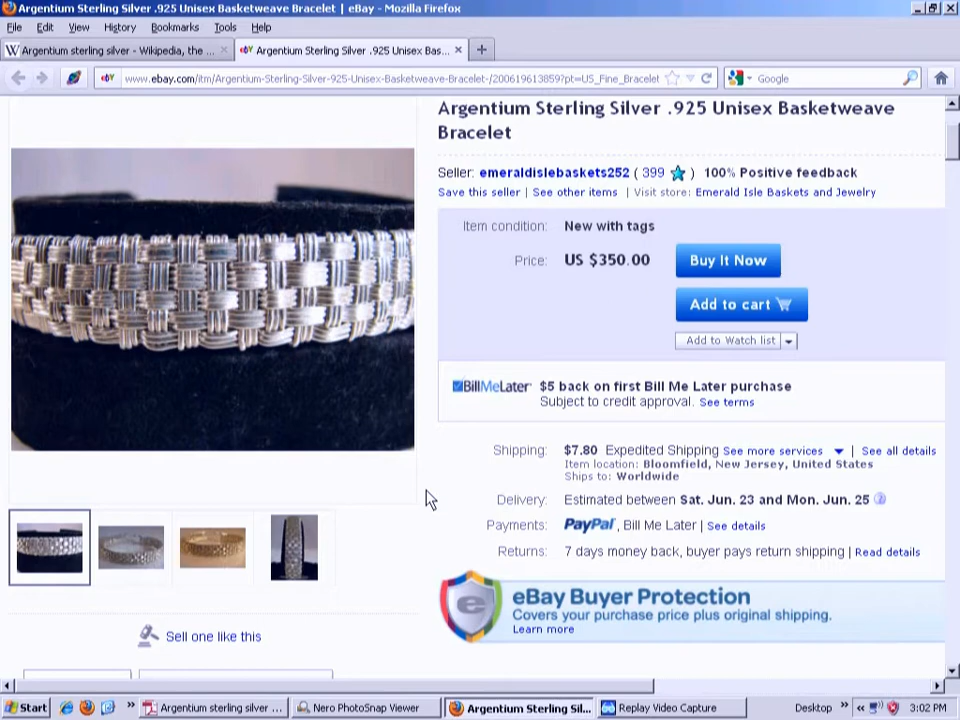 Argentium Sterling Silver .925 Unisex Basketweave Bracelet | eBay - Mozilla Firefox
File Edit View History Bookmarks Tools Help
Argentium sterling silver - Wikipedia, the ... Argentium Sterling Silver .925 Unisex Bas...
www.ebay.com/itm/Argentium-Sterling-Silver-925-Unisex-Basketweave-Bracelet-/200619613859?pt=US_Fine_Bracelet Google
Argentium Sterling Silver .925 Unisex Basketweave
Bracelet
Seller: emeraldislebaskets252 ( 399 ) 100% Positive feedback
Save this seller | See other items | Visit store: Emerald Isle Baskets and Jewelry
Item condition: New with tags
Price: US $350.00 Buy It Now
Add to cart
Add to Watch list
BillMeLater $5 back on first Bill Me Later purchase
Subject to credit approval. See terms
Shipping: $7.80 Expedited Shipping See more services | See all details
Item location: Bloomfield, New Jersey, United States
Ships to: Worldwide
Delivery: Estimated between Sat. Jun. 23 and Mon. Jun. 25
Payments: PayPal, Bill Me Later | See details
Returns: 7 days money back, buyer pays return shipping | Read details
eBay Buyer Protection
Covers your purchase price plus original shipping.
Learn more
Sell one like this
Start Argentium sterling silver ... Nero PhotoSnap Viewer Argentium Sterling Sil... Replay Video Capture Desktop 3:02 PM